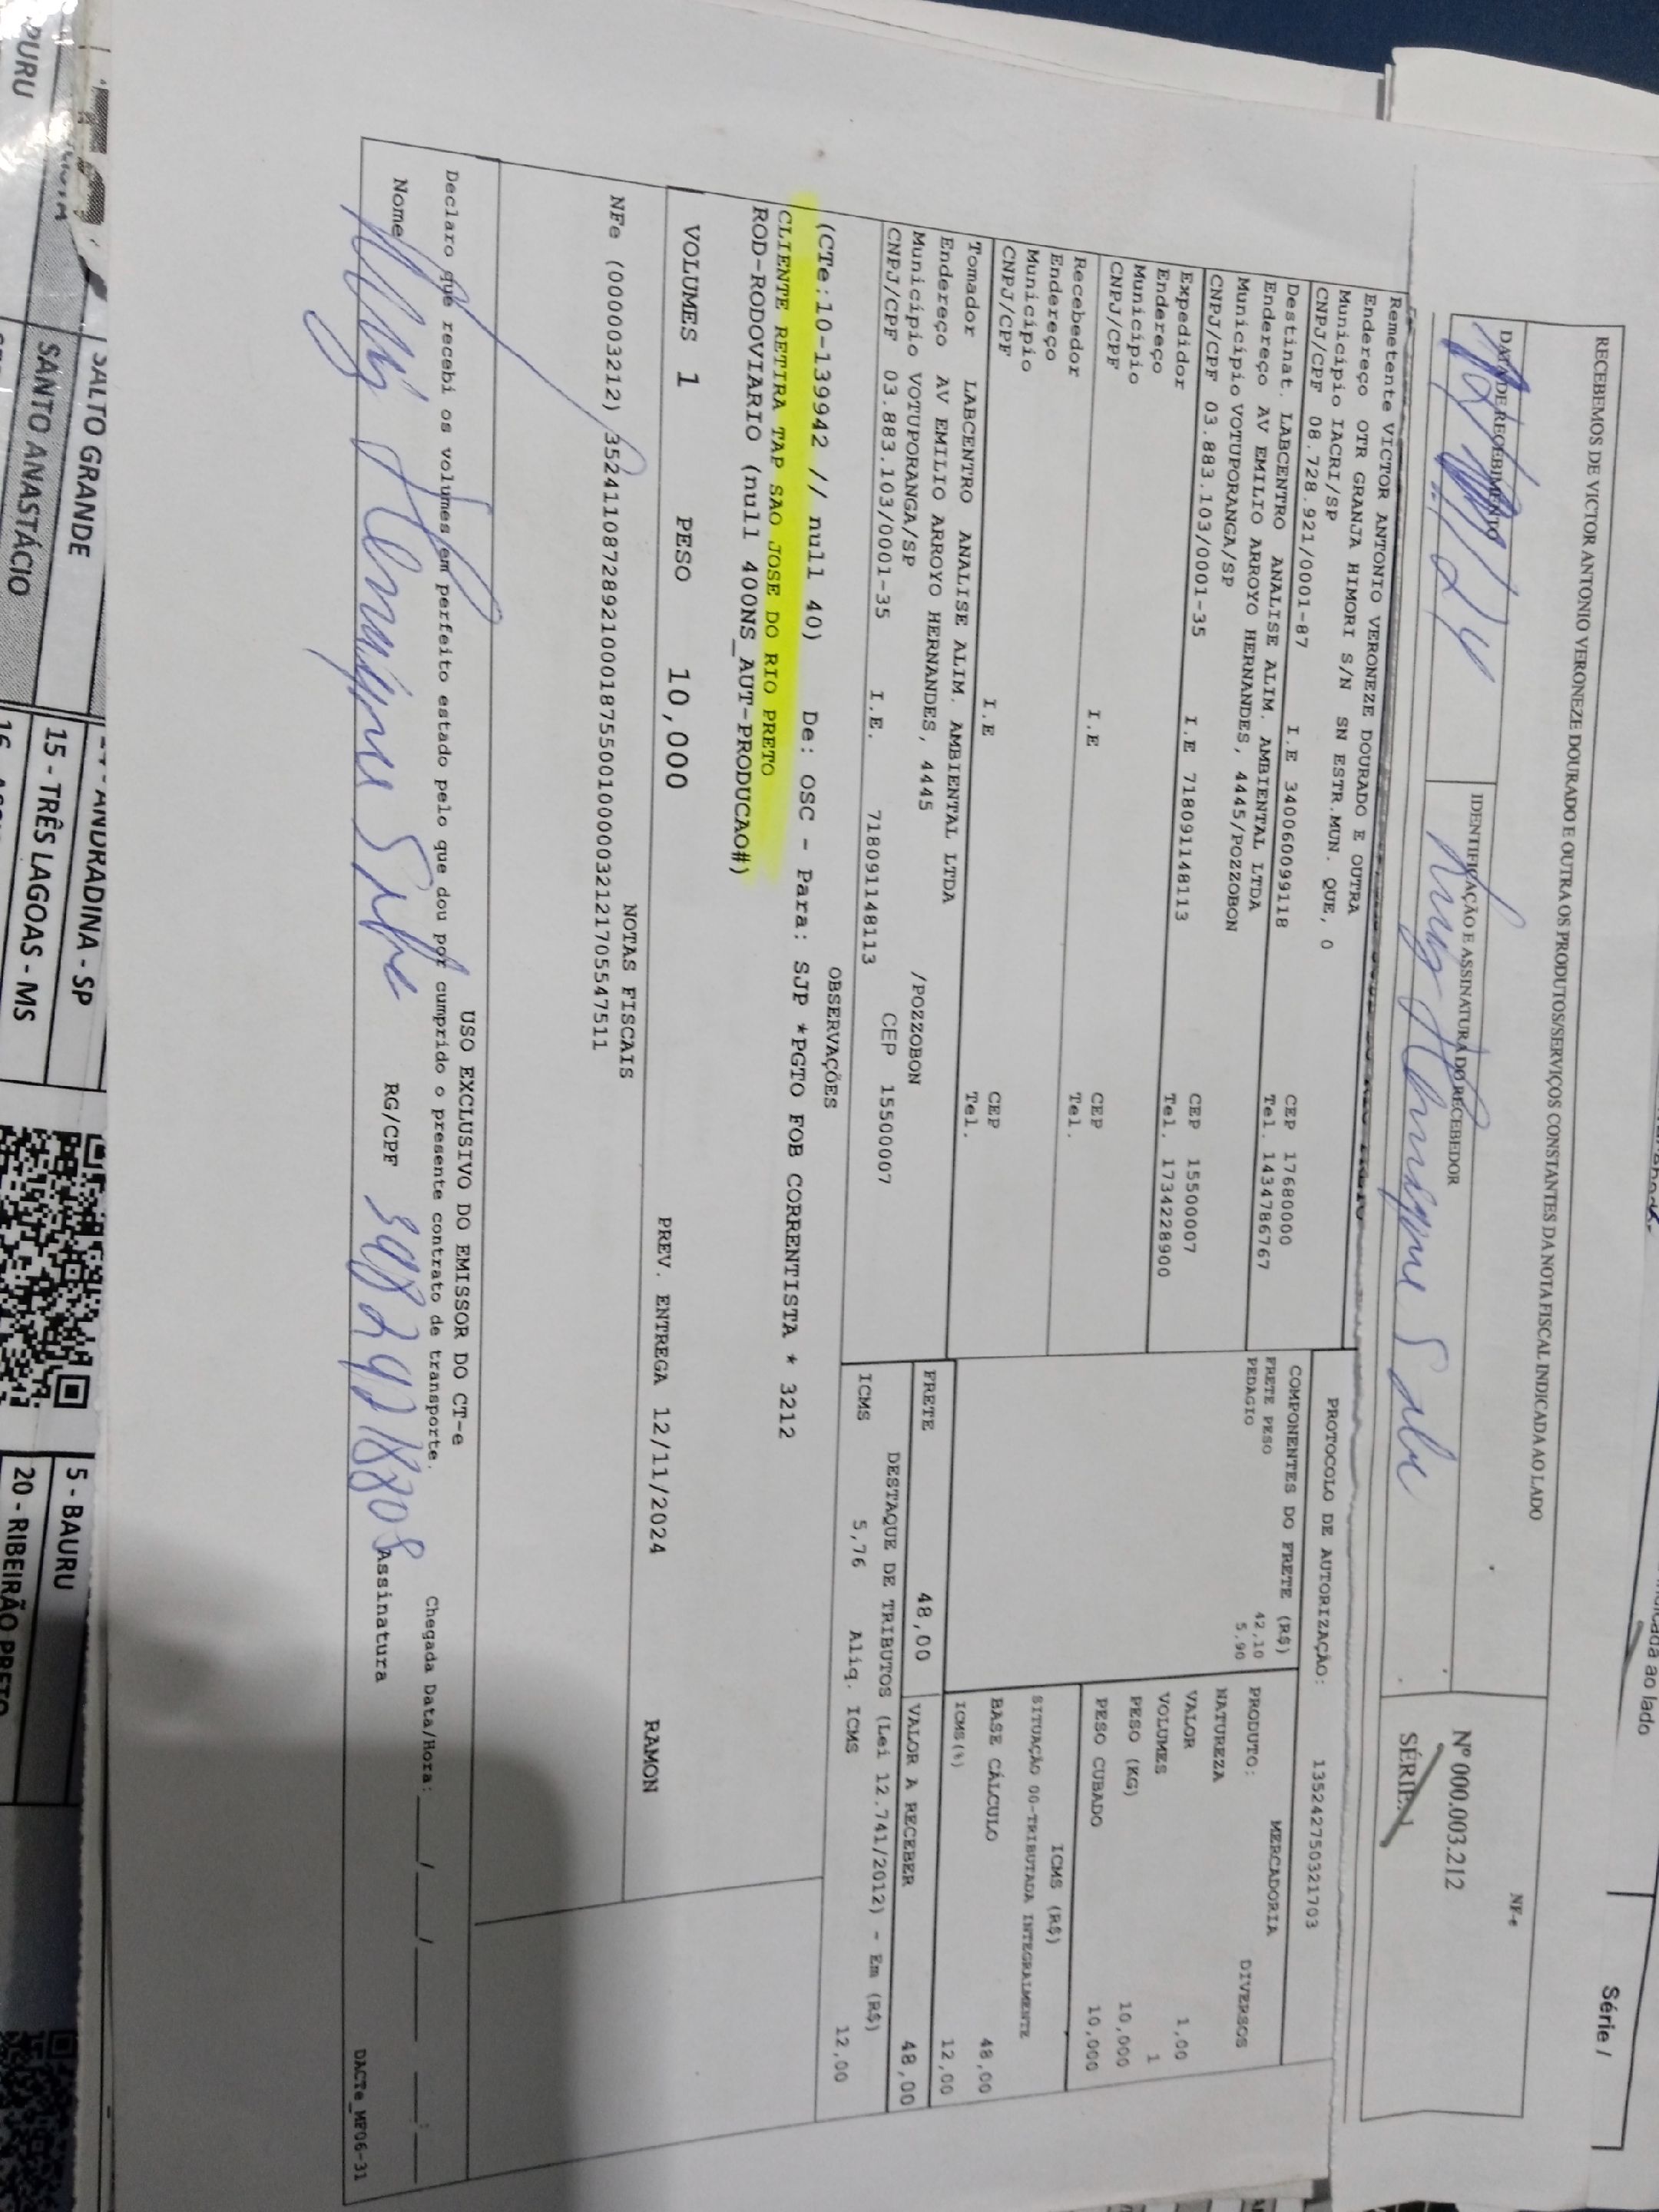 RECEBEMOS DE VICTOR ANTONIO VERONEZE DOURADO E OUTRA OS PRODUTOS/SERVIÇOS CONSTANTES DA NOTA FISCAL INDICADA AO LADO
DATA DE RECEBIMENTO
IDENTIFICAÇÃO E ASSINATURA DO RECEBEDOR
NF-e
Nº 000.003.212
SÉRIE:1
ao lado
Série /
Remetente VICTOR ANTONIO VERONEZE DOURADO E OUTRA
Endereço OTR GRANJA HIMORI S/N SN ESTR.MUN. QUE, 0
Município IACRI/SP CEP 17680000
CNPJ/CPF 08.728.921/0001-87 I.E 340060099118 Tel. 1434786767
Destinat. LABCENTRO ANALISE ALIM. AMBIENTAL LTDA
Endereço AV EMILIO ARROYO HERNANDES, 4445/POZZOBON
Município VOTUPORANGA/SP CEP 15500007
CNPJ/CPF 03.883.103/0001-35 I.E 718091148113 Tel. 1734228900
Expedidor
Endereço
Município CEP
CNPJ/CPF I.E Tel.
Recebedor
Endereço
Município CEP
CNPJ/CPF I.E Tel.
Tomador LABCENTRO ANALISE ALIM. AMBIENTAL LTDA
Endereço AV EMILIO ARROYO HERNANDES, 4445 /POZZOBON
Município VOTUPORANGA/SP CEP 15500007
CNPJ/CPF 03.883.103/0001-35 I.E. 718091148113
PROTOCOLO DE AUTORIZAÇÃO: 135242750321703
COMPONENTES DO FRETE (R$)
FRETE PESO 42,10
PEDAGIO 5.90
MERCADORIA
PRODUTO: DIVERSOS
NATUREZA
VALOR 1,00
VOLUMES 1
PESO (KG) 10,000
PESO CUBADO 10,000
ICMS (R$)
SITUAÇÃO 00-TRIBUTADA INTEGRALMENTE
BASE CÁLCULO 48,00
ICMS(%) 12,00
FRETE 48,00 VALOR A RECEBER 48,00
DESTAQUE DE TRIBUTOS (Lei 12.741/2012) - Em (R$)
ICMS 5,76 Aliq. ICMS 12,00
OBSERVAÇÕES
(CTe:10-139942 // null 40) De: OSC - Para: SJP *PGTO FOB CORRENTISTA * 3212
CLIENTE RETIRA TAP SAO JOSE DO RIO PRETO
ROD-RODOVIARIO (null 400NS_AUT-PRODUCAO#)
VOLUMES 1 PESO 10,000 PREV. ENTREGA 12/11/2024 RAMON
NOTAS FISCAIS
NFe (000003212) 35241108728921000187550010000032121705547511
USO EXCLUSIVO DO EMISSOR DO CT-e
Declaro que recebi os volumes em perfeito estado pelo que dou por cumprido o presente contrato de transporte.
Chegada Data/Hora: ___/___/___ ___:___
Nome RG/CPF Assinatura
DACTe_MF06-31
SALTO GRANDE
SANTO ANASTÁCIO
ANDRADINA - SP
15 - TRÊS LAGOAS - MS
5 - BAURU
20 - RIBEIRÃO PRETO